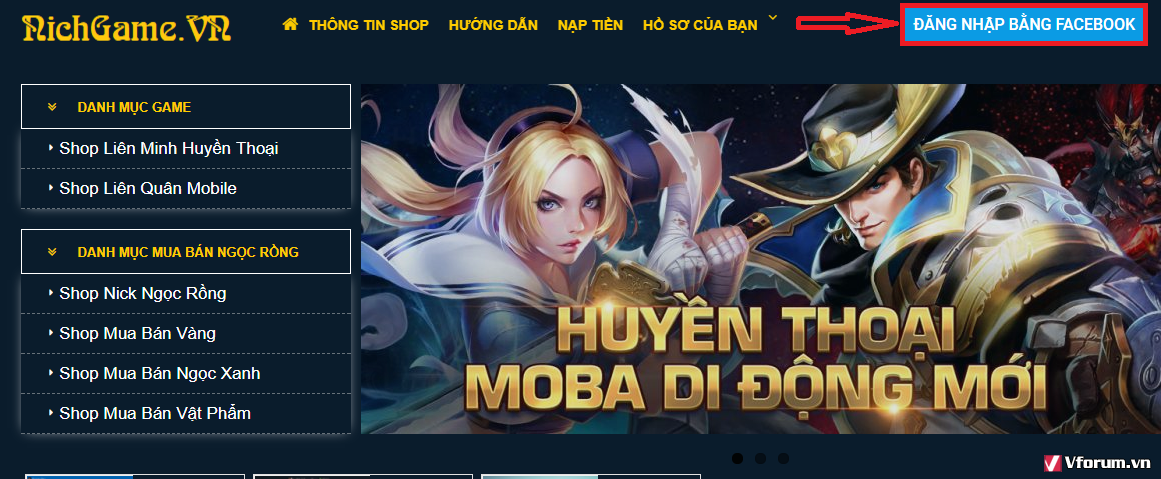 NichGame.VN
THÔNG TIN SHOP HƯỚNG DẪN NẠP TIỀN HỒ SƠ CỦA BẠN
ĐĂNG NHẬP BẰNG FACEBOOK
DANH MỤC GAME
Shop Liên Minh Huyền Thoại
Shop Liên Quân Mobile
DANH MỤC MUA BÁN NGỌC RÒNG
Shop Nick Ngọc Rồng
Shop Mua Bán Vàng
Shop Mua Bán Ngọc Xanh
Shop Mua Bán Vật Phẩm
HUYỀN THOẠI
MOBA DI ĐỘNG MỚI
Vforum.vn